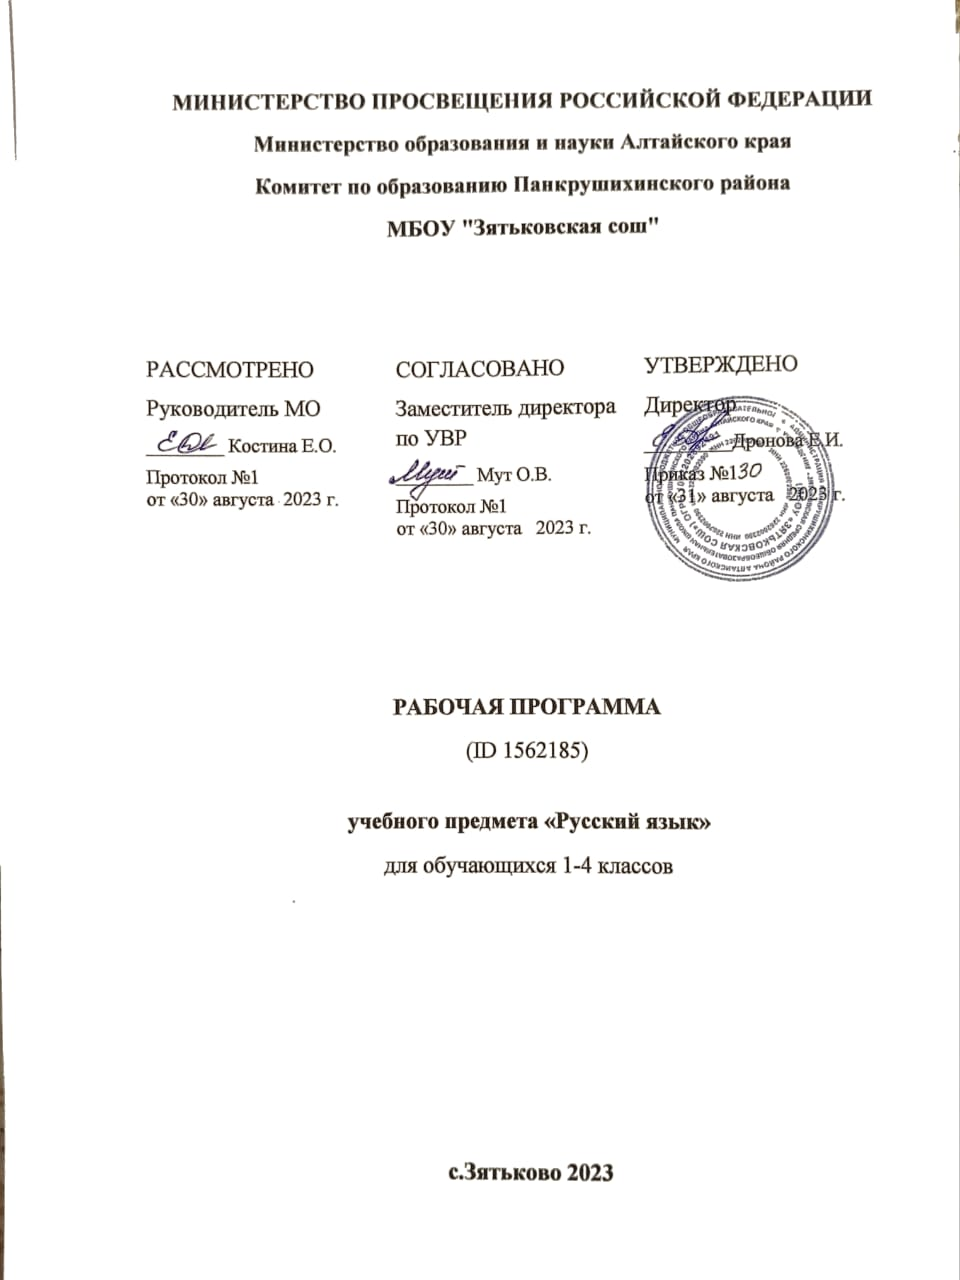 МИНИСТЕРСТВО ПРОСВЕЩЕНИЯ РОССИЙСКОЙ ФЕДЕРАЦИИ
Министерство образования и науки Алтайского края
Комитет по образованию Панкрушихинского района
МБОУ "Зятьковская сош"
РАССМОТРЕНО
Руководитель МО
Костина Е.О.
Протокол №1
от «30» августа 2023 г.
СОГЛАСОВАНО
Заместитель директора
по УВР
Мут О.В.
Протокол №1
от «30» августа 2023 г.
УТВЕРЖДЕНО
Директор
Дронова Е.И.
Приказ №130
от «31» августа 2023 г.
РАБОЧАЯ ПРОГРАММА
(ID 1562185)
учебного предмета «Русский язык»
для обучающихся 1-4 классов
с.Зятьково 2023